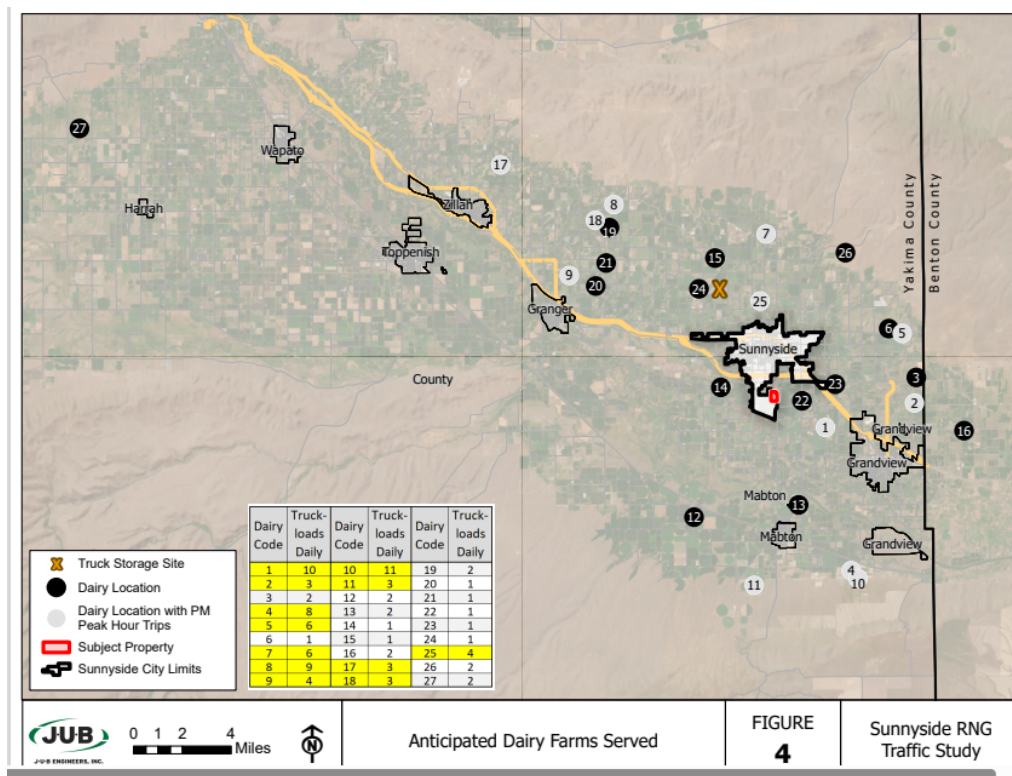 27
Wapato
17
Harrah
Zillah
8
18
19
7
Toppenish
26
15
21
9
20
24
X
25
Granger
Yakima County
Benton County
6
5
Sunnyside
County
14
D
22
23
3
2
1
Grandview
16
Grandview
Mabton
13
12
Mabton
Grandview
4
10
11
Dairy Code Truck-loads Daily Dairy Code Truck-loads Daily Dairy Code Truck-loads Daily
1 10 10 11 19 2
2 3 11 3 20 1
3 2 12 2 21 1
4 8 13 2 22 1
5 6 14 1 23 1
6 1 15 1 24 1
7 6 16 2 25 4
8 9 17 3 26 2
9 4 18 3 27 2
X Truck Storage Site
Dairy Location
Dairy Location with PM
Peak Hour Trips
Subject Property
Sunnyside City Limits
J·U·B
J·U·B ENGINEERS, INC.
0 1 2 4
Miles
N
Anticipated Dairy Farms Served
FIGURE
4
Sunnyside RNG
Traffic Study